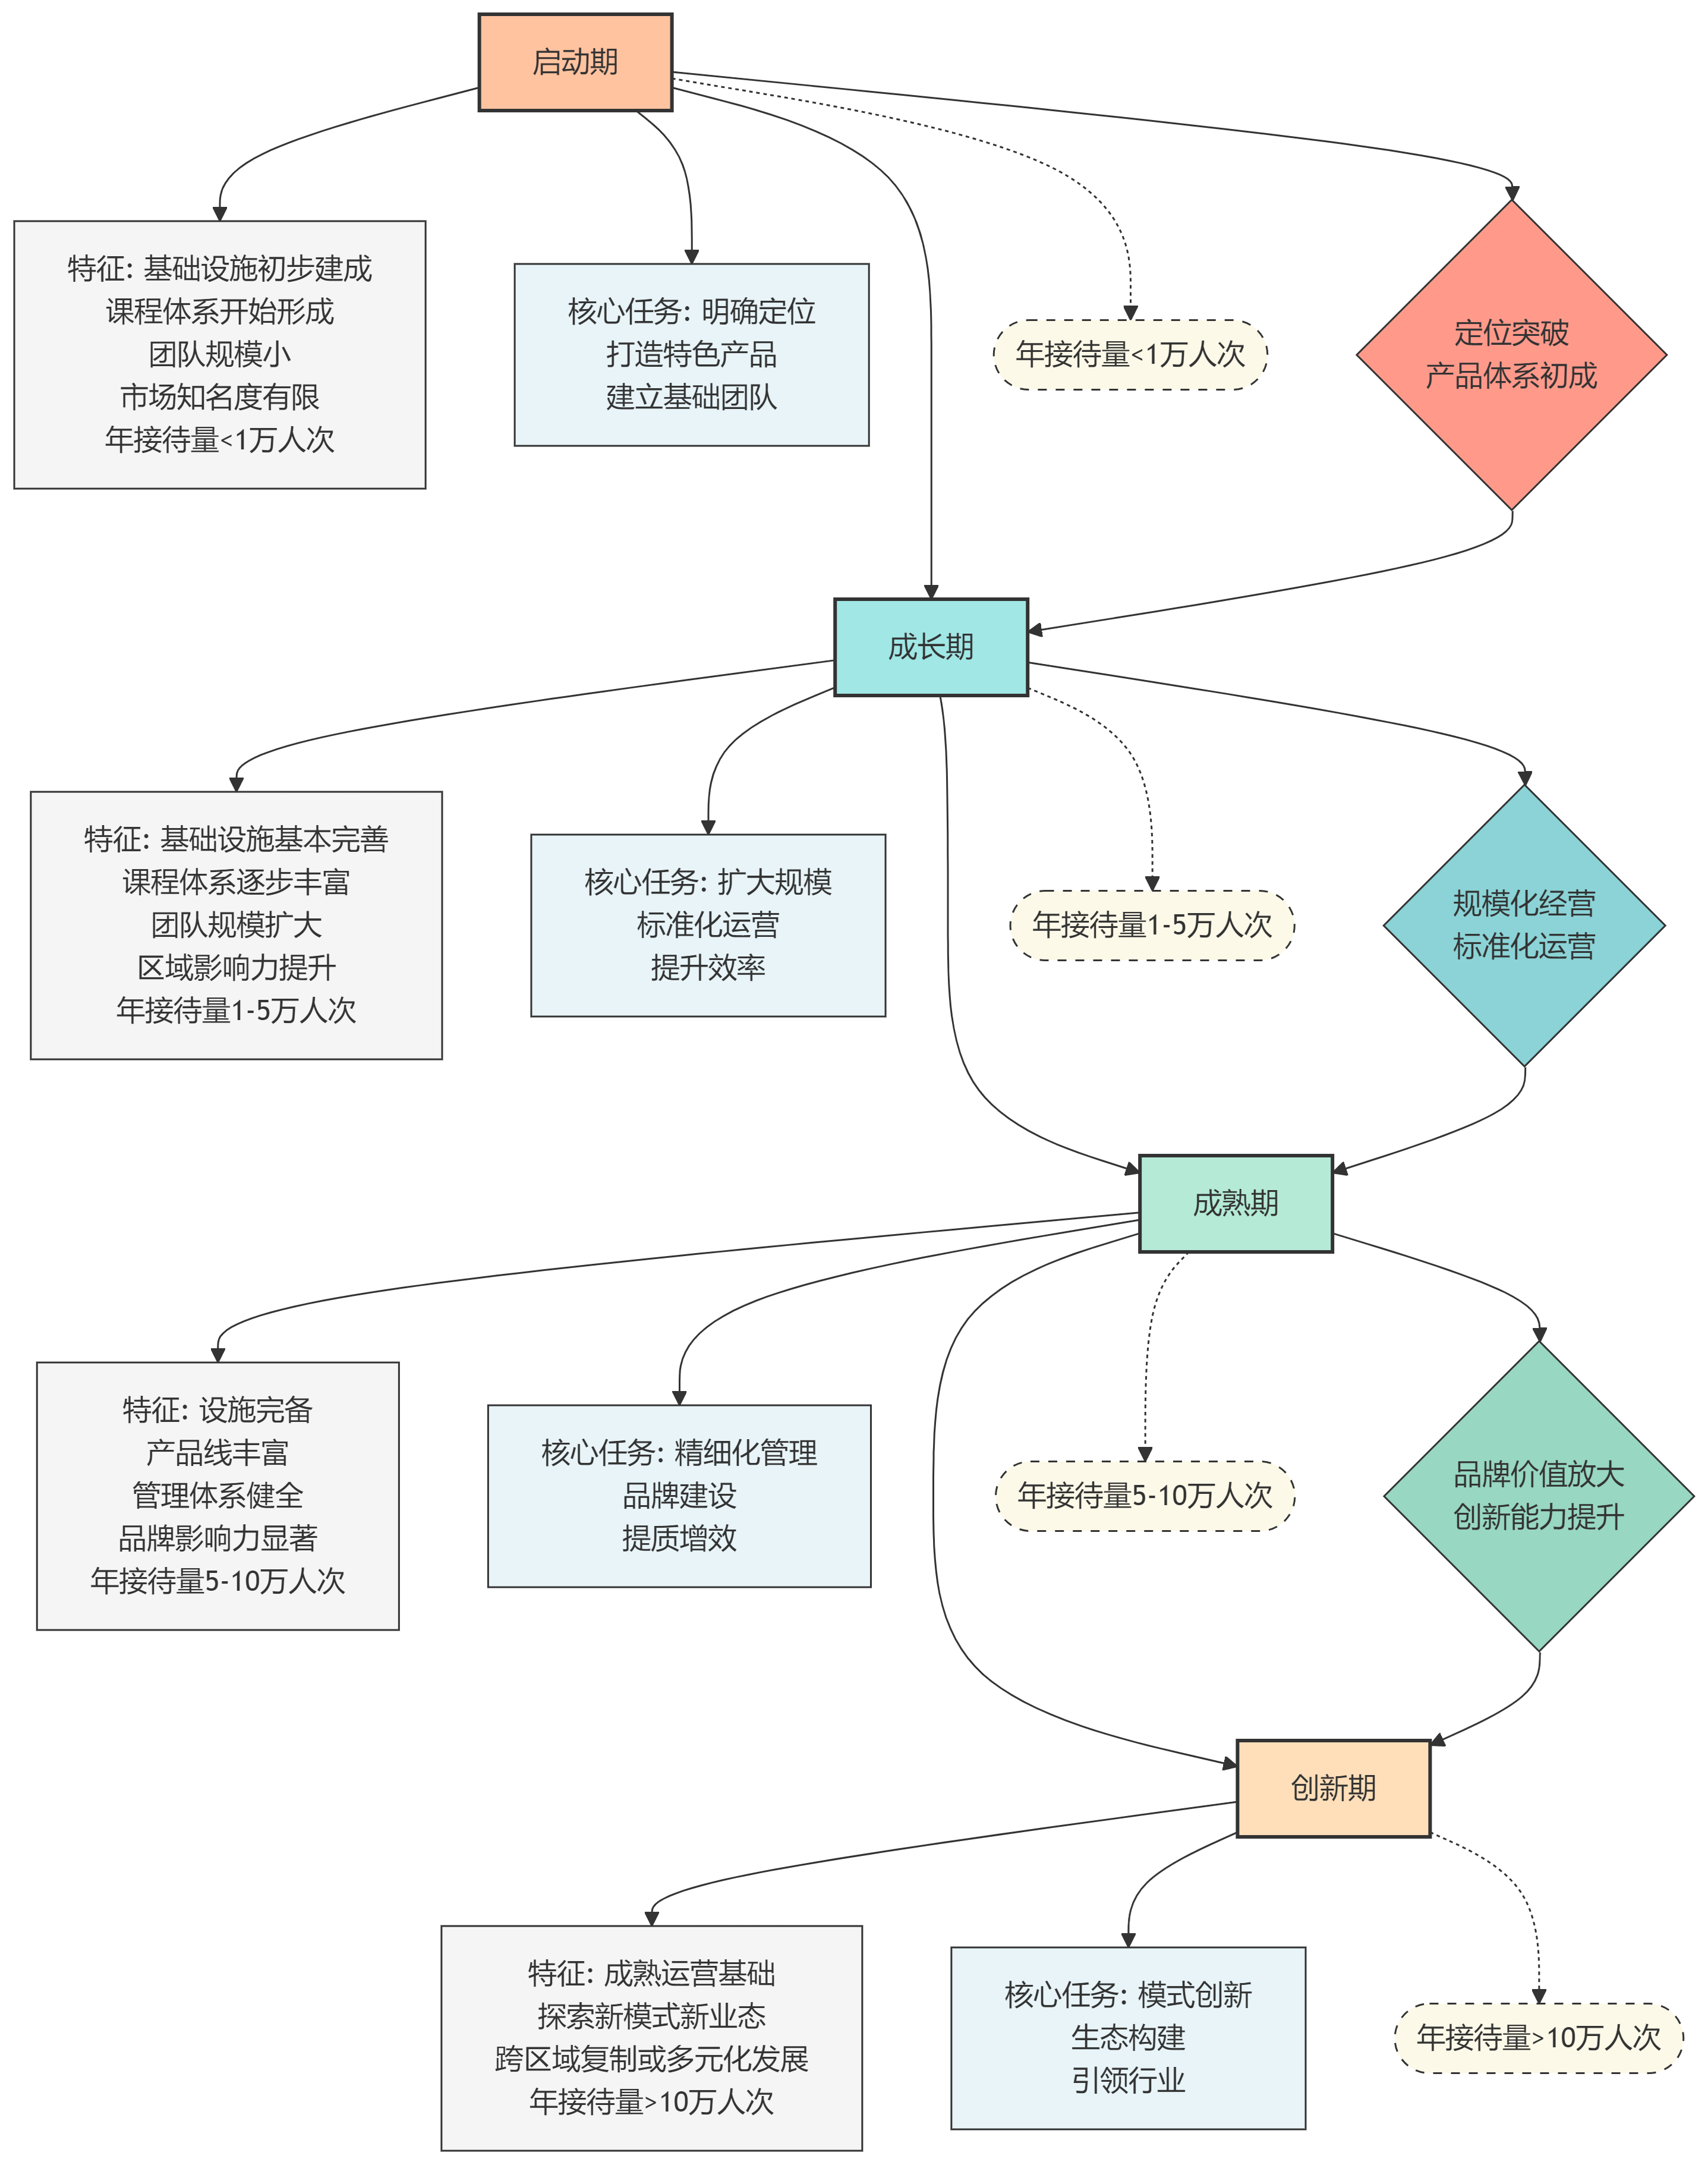 启动期
特征: 基础设施初步建成
课程体系开始形成
团队规模小
市场知名度有限
年接待量<1万人次
核心任务: 明确定位
打造特色产品
建立基础团队
年接待量<1万人次
定位突破
产品体系初成
成长期
特征: 基础设施基本完善
课程体系逐步丰富
团队规模扩大
区域影响力提升
年接待量1-5万人次
核心任务: 扩大规模
标准化运营
提升效率
年接待量1-5万人次
规模化经营
标准化运营
成熟期
特征: 设施完备
产品线丰富
管理体系健全
品牌影响力显著
年接待量5-10万人次
核心任务: 精细化管理
品牌建设
提质增效
年接待量5-10万人次
品牌价值放大
创新能力提升
创新期
特征: 成熟运营基础
探索新模式新业态
跨区域复制或多元化发展
年接待量>10万人次
核心任务: 模式创新
生态构建
引领行业
年接待量>10万人次